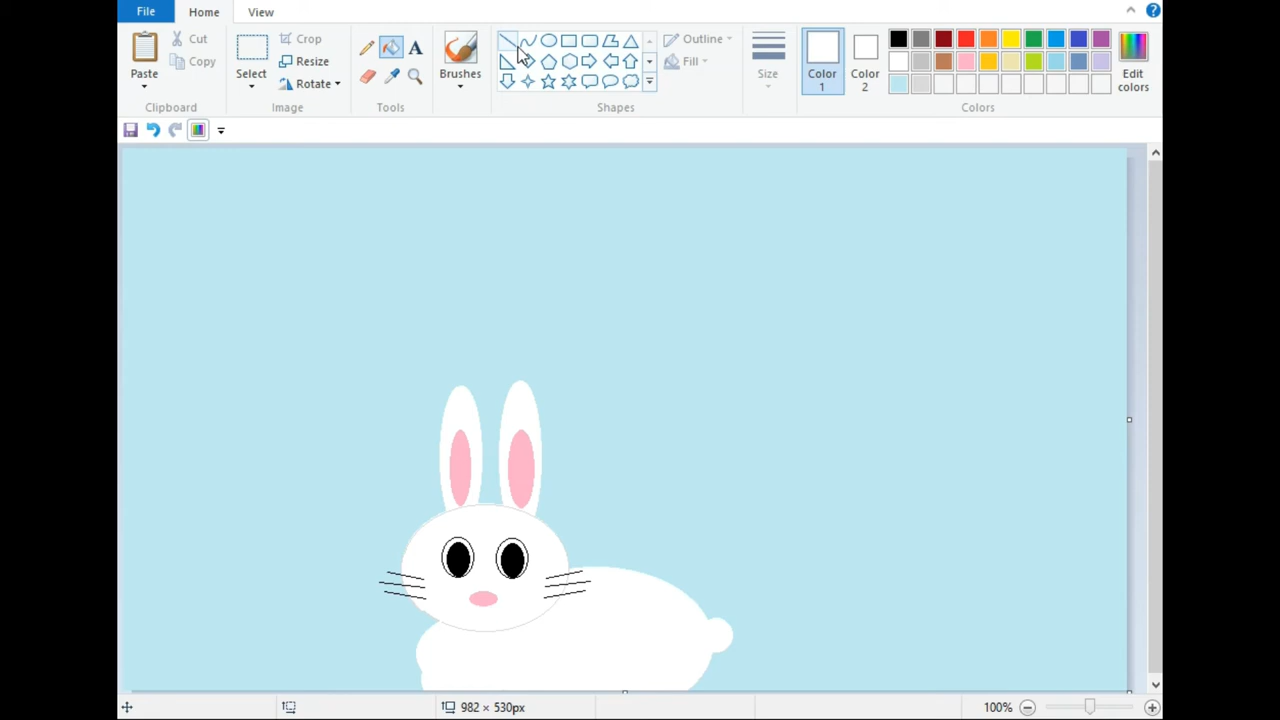 File Home View
Paste
Cut
Copy
Clipboard
Select
Crop
Resize
Rotate
Image
A
Tools
Brushes
Shapes
Outline
Fill
Size
Color
1
Color
2
Edit
colors
Colors
982 × 530px
100%